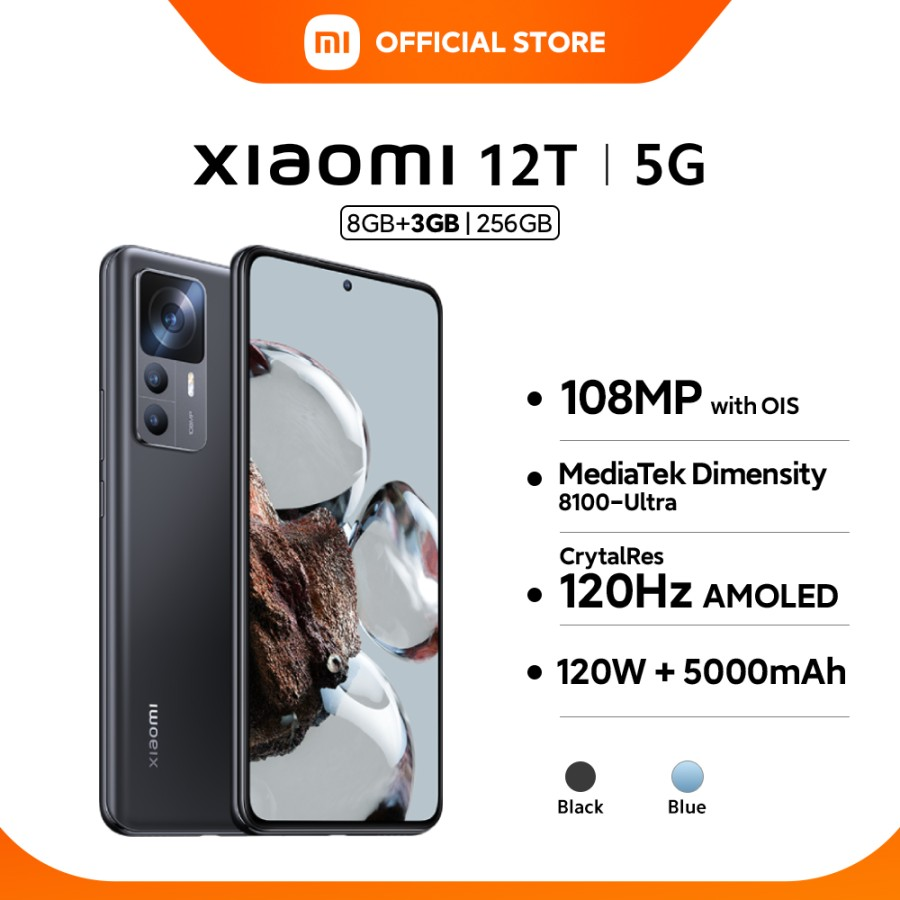 mi OFFICIAL STORE
xiaomi 12T | 5G
8GB+3GB | 256GB
108MP with OIS
MediaTek Dimensity
8100-Ultra
CrytalRes
120Hz AMOLED
120W + 5000mAh
Black Blue
108MP
xiaomi